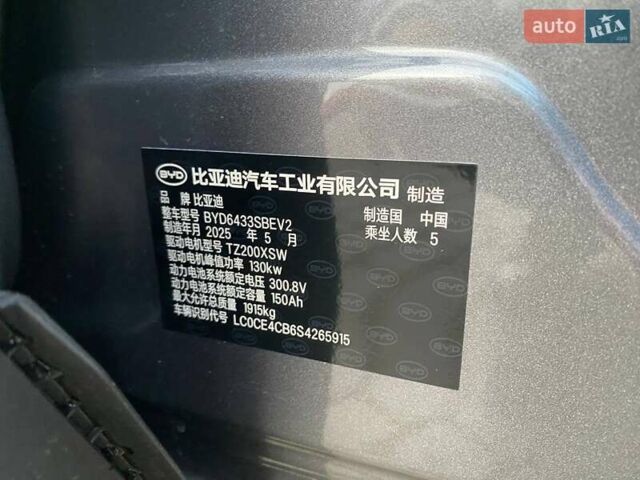 auto RIA.com
BYD 比亚迪汽车工业有限公司 制造
品 牌 比亚迪
整车型号 BYD6433SBEV2 制造国 中国
制造年月 2025 年 5 月 乘坐人数 5
驱动电机型号 TZ200XSW
驱动电机峰值功率 130kw
动力电池系统额定电压 300.8V
动力电池系统额定容量 150Ah
最大允许总质量 1915kg
车辆识别代号 LC0CE4CB6S4265915